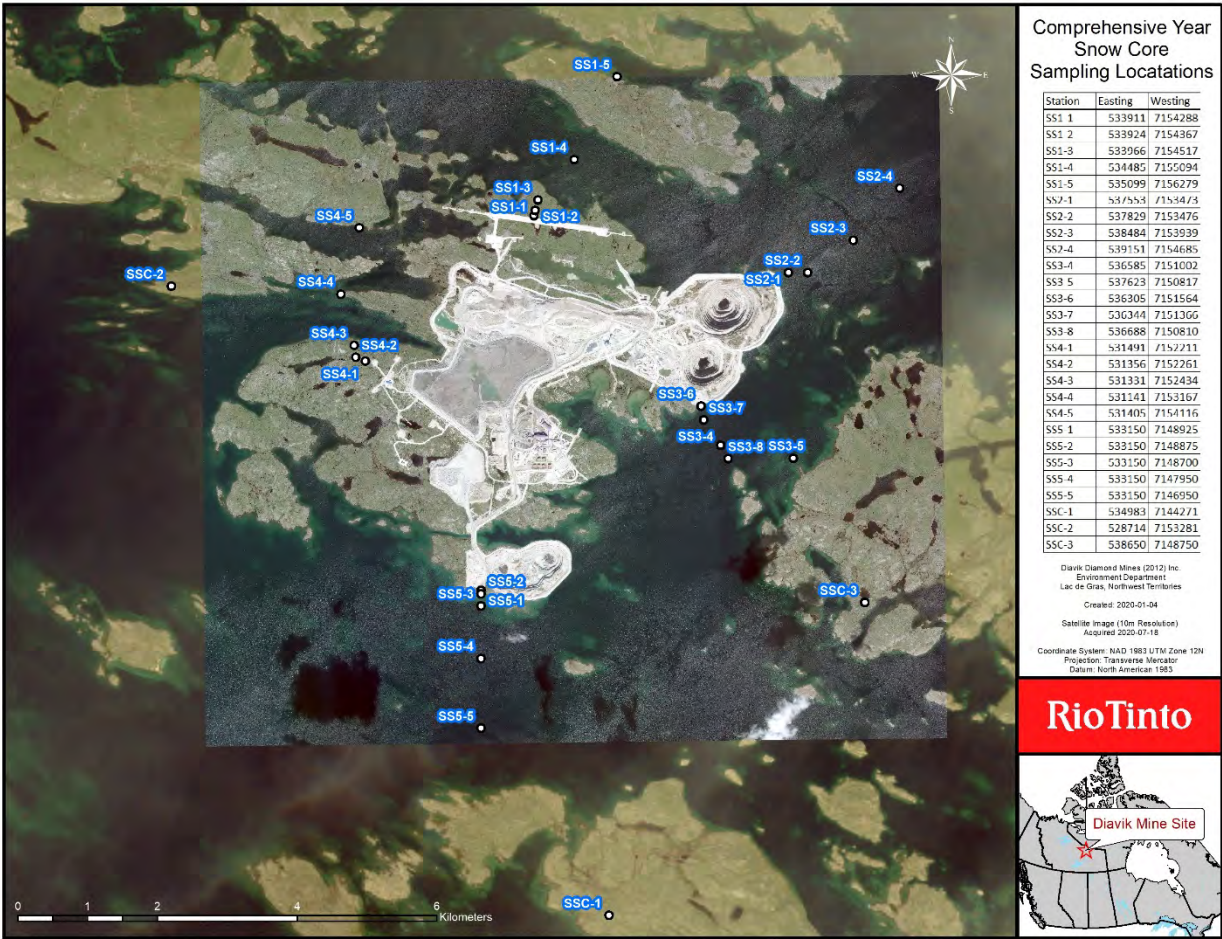 SS1-5
N
W E
S
SS1-4
SS2-4
SS1-3
SS1-1
SS1-2
SS4-5
SS2-3
SSC-2
SS4-4
SS2-2
SS2-1
SS4-3
SS4-2
SS4-1
SS3-6
SS3-7
SS3-4
SS3-8 SS3-5
SS5-2
SS5-3
SS5-1
SSC-3
SS5-4
SS5-5
SSC-1
0 2 4 6
Kilometers
Comprehensive Year
Snow Core
Sampling Locatations
Station Easting Westing
SS1 1 533911 7154288
SS1 2 533924 7154367
SS1-3 533966 7154517
SS1-4 534485 7155094
SS1-5 535099 7156279
SS2-1 537553 7153473
SS2-2 537829 7153476
SS2-3 538484 7153939
SS2-4 539151 7154685
SS3-4 536585 7151002
SS3 5 537623 7150817
SS3-6 536305 7151564
SS3-7 536344 7151366
SS3-8 536688 7150810
SS4-1 531491 7152211
SS4-2 531356 7152261
SS4-3 531331 7152434
SS4-4 531141 7153167
SS4-5 531405 7154116
SS5 1 533150 7148925
SS5-2 533150 7148875
SS5-3 533150 7148700
SS5-4 533150 7147950
SS5-5 533150 7146950
SSC-1 534983 7144271
SSC-2 528714 7153281
SSC-3 538650 7148750
Diavik Diamond Mines (2012) Inc.
Environment Department
Lac de Gras, Northwest Territories
Created: 2020-01-04
Satellite Image (10m Resolution)
Acquired 2020-07-18
Coordinate System: NAD 1983 UTM Zone 12N
Projection: Transverse Mercator
Datum: North American 1983
RioTinto
Diavik Mine Site